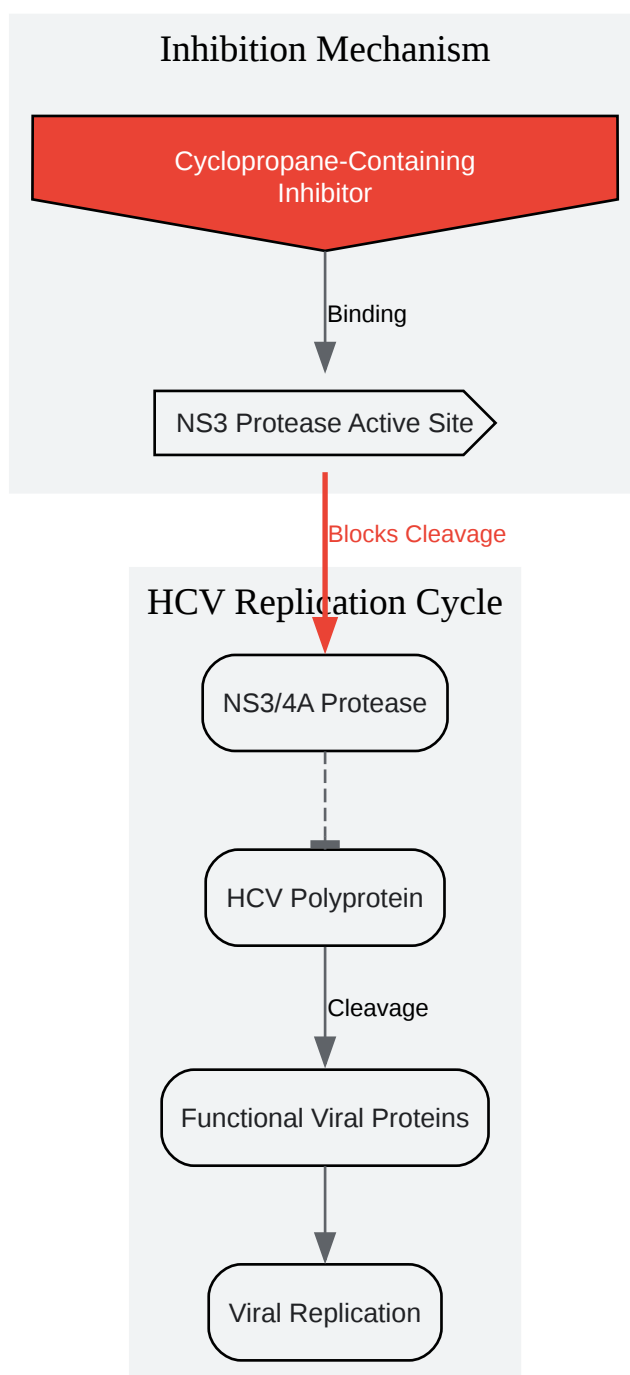 Inhibition Mechanism
Cyclopropane-Containing
Inhibitor
Binding
NS3 Protease Active Site
Blocks Cleavage
HCV Replication Cycle
NS3/4A Protease
HCV Polyprotein
Cleavage
Functional Viral Proteins
Viral Replication